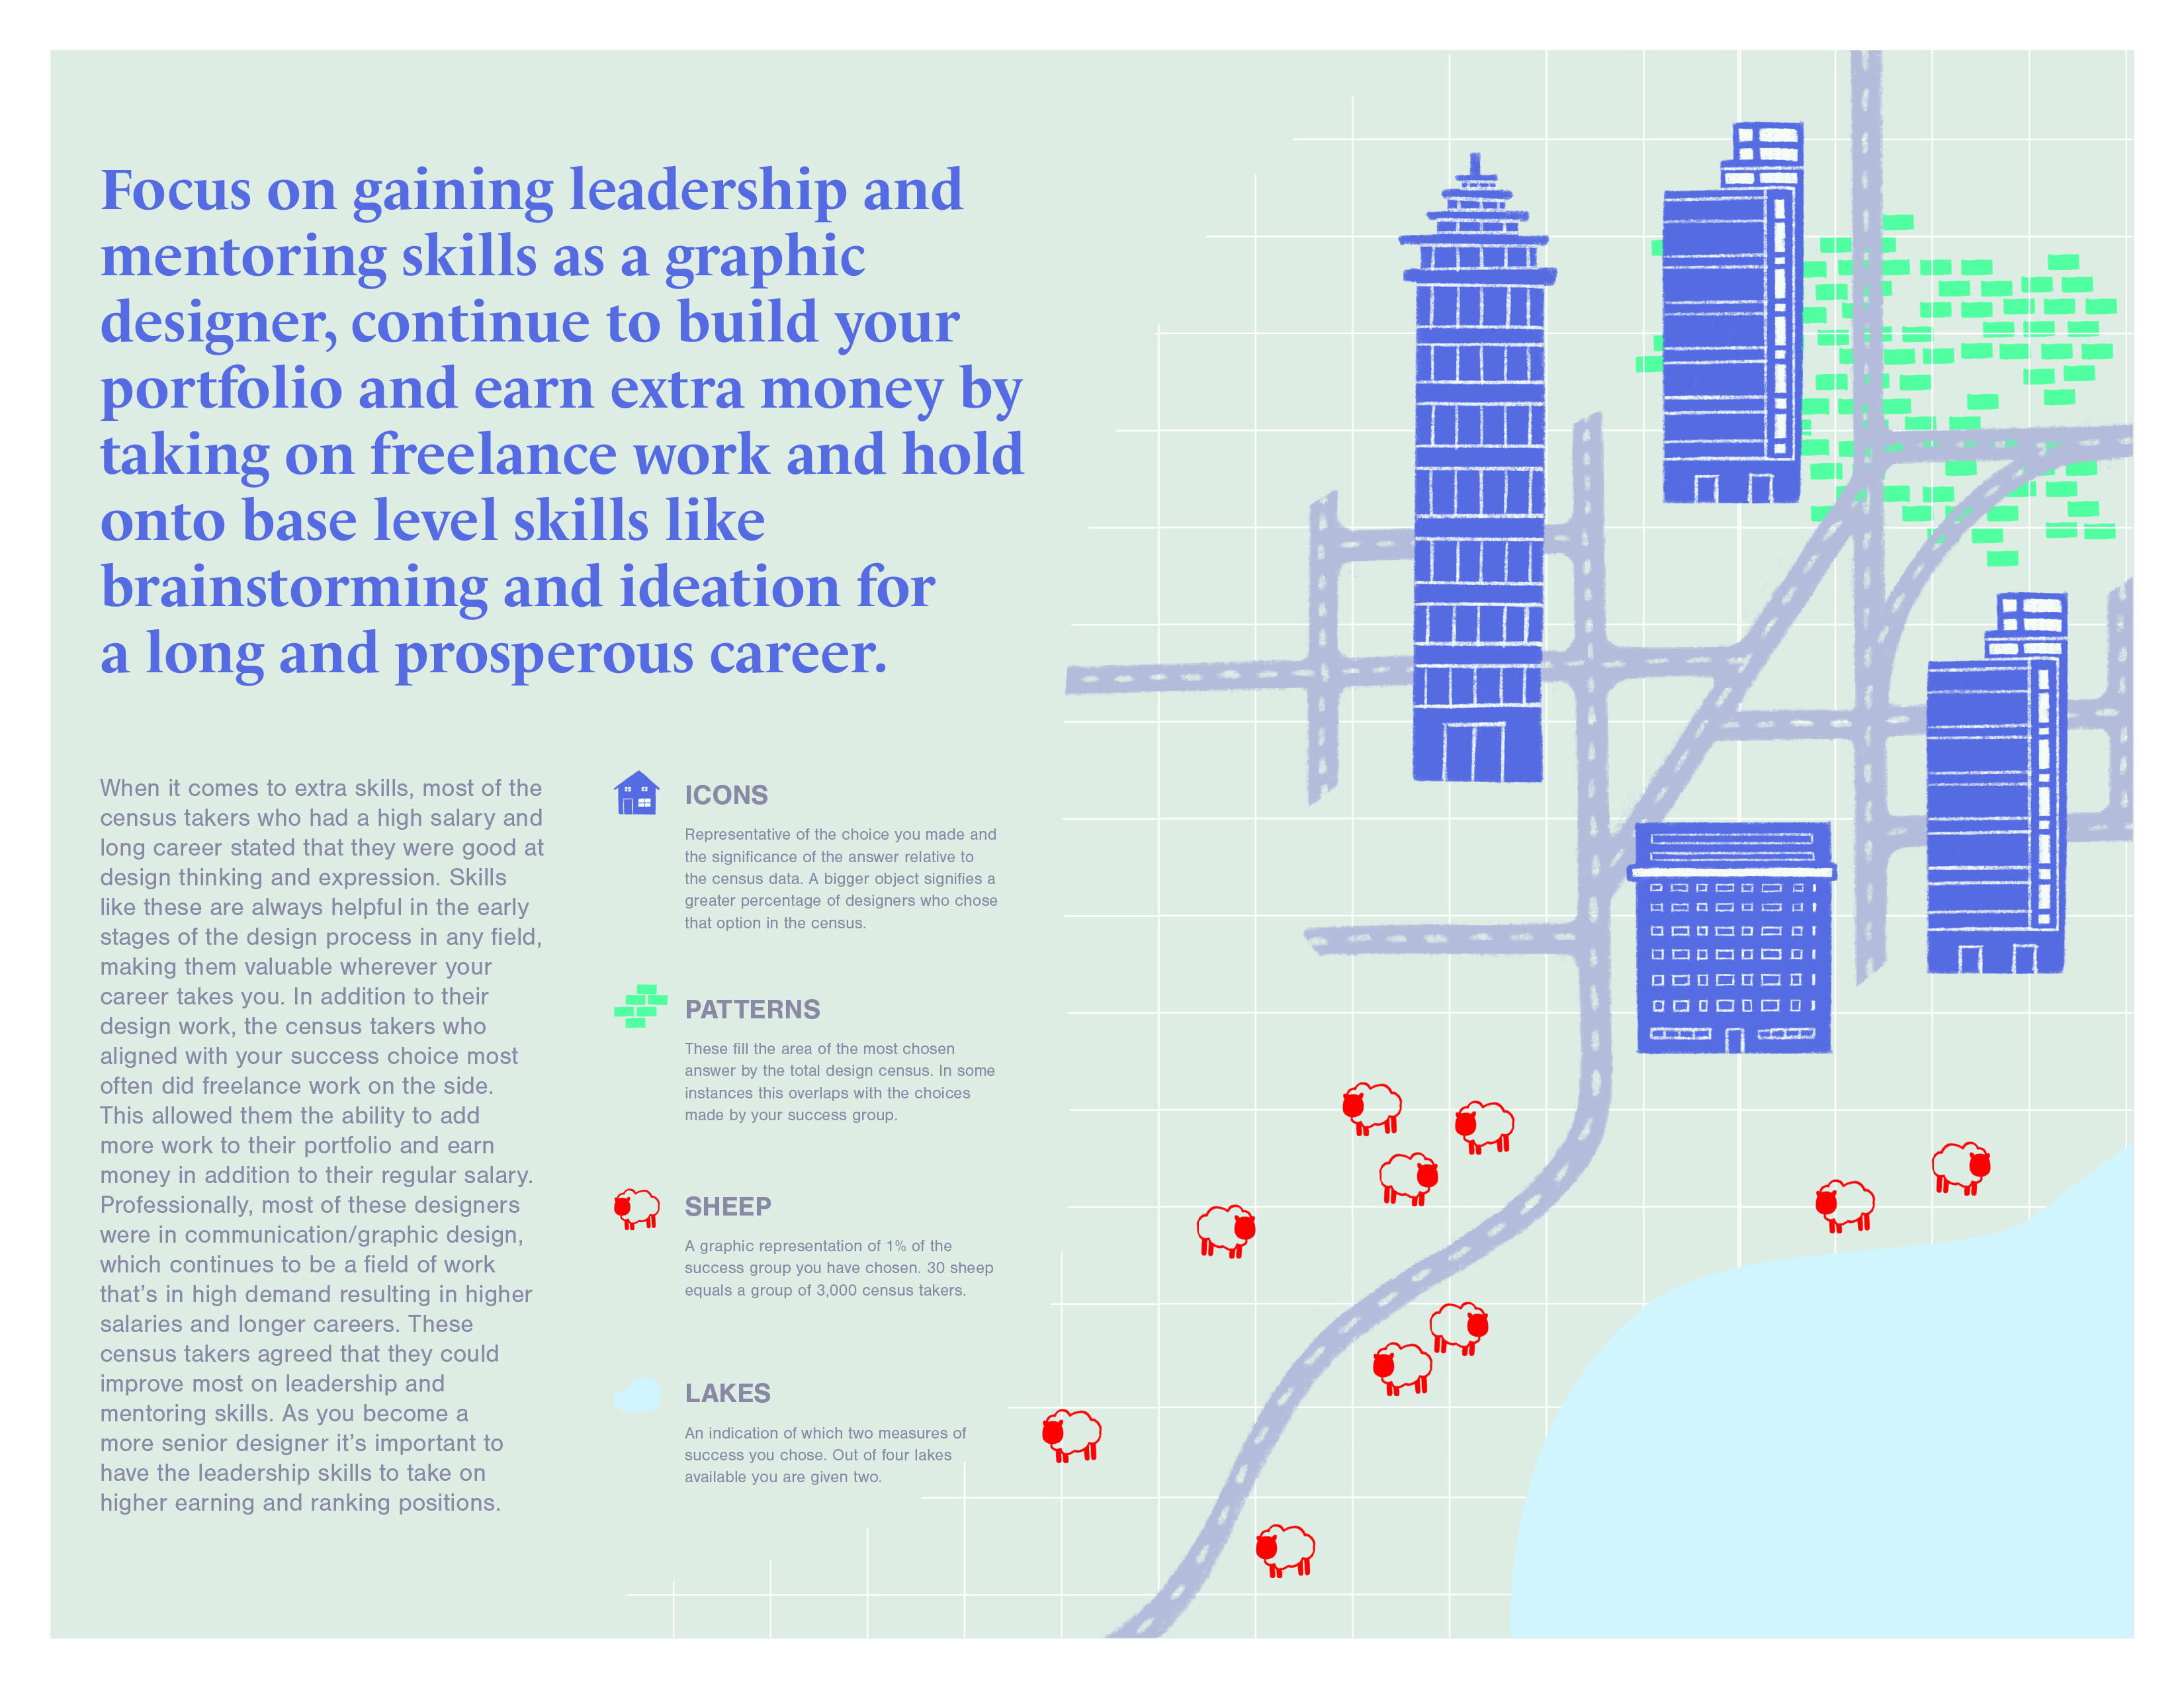 Focus on gaining leadership and
mentoring skills as a graphic
designer, continue to build your
portfolio and earn extra money by
taking on freelance work and hold
onto base level skills like
brainstorming and ideation for
a long and prosperous career.
When it comes to extra skills, most of the
census takers who had a high salary and
long career stated that they were good at
design thinking and expression. Skills
like these are always helpful in the early
stages of the design process in any field,
making them valuable wherever your
career takes you. In addition to their
design work, the census takers who
aligned with your success choice most
often did freelance work on the side.
This allowed them the ability to add
more work to their portfolio and earn
money in addition to their regular salary.
Professionally, most of these designers
were in communication/graphic design,
which continues to be a field of work
that’s in high demand resulting in higher
salaries and longer careers. These
census takers agreed that they could
improve most on leadership and
mentoring skills. As you become a
more senior designer it’s important to
have the leadership skills to take on
higher earning and ranking positions.
ICONS
Representative of the choice you made and
the significance of the answer relative to
the census data. A bigger object signifies a
greater percentage of designers who chose
that option in the census.
PATTERNS
These fill the area of the most chosen
answer by the total design census. In some
instances this overlaps with the choices
made by your success group.
SHEEP
A graphic representation of 1% of the
success group you have chosen. 30 sheep
equals a group of 3,000 census takers.
LAKES
An indication of which two measures of
success you chose. Out of four lakes
available you are given two.